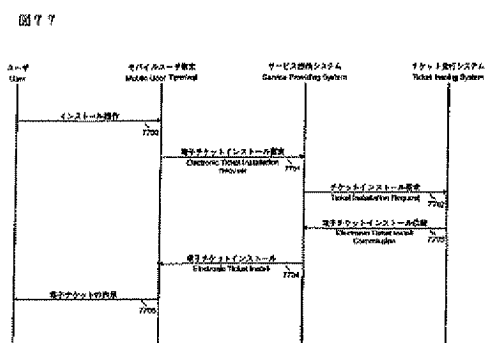 図77
ユーザ
User
モバイルユーザ端末
Mobile User Terminal
サービス提供システム
Service Providing System
チケット発行システム
Ticket Issuing System
インストール操作
7700
電子チケットインストール要求
Electronic Ticket Installation
Request
7701
チケットインストール要求
Ticket Installation Request
7702
電子チケットインストール依頼
Electronic Ticket Install
Commission
7703
電子チケットインストール
Electronic Ticket Install
7704
電子チケットの表示
7705